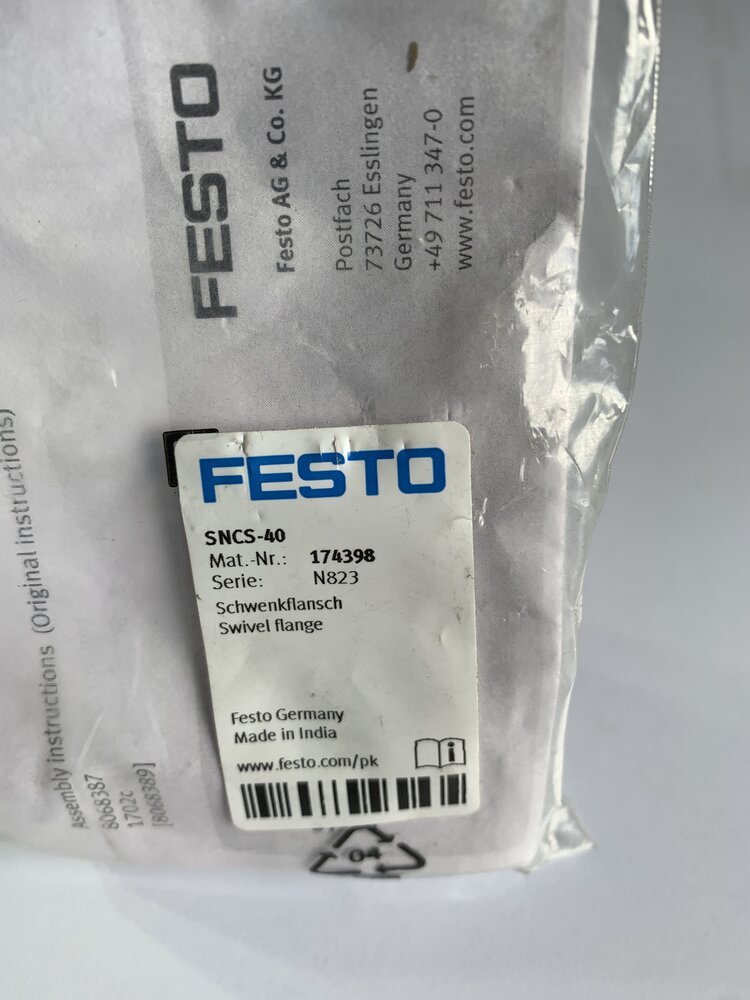 FESTO
Festo AG & Co. KG
Postfach
73726 Esslingen
Germany
+49 711 347-0
www.festo.com
Assembly instructions (Original instructions)
8068387
1702c
[8068389]
FESTO
SNCS-40
Mat.-Nr.: 174398
Serie: N823
Schwenkflansch
Swivel flange
Festo Germany
Made in India
www.festo.com/pk
i
04